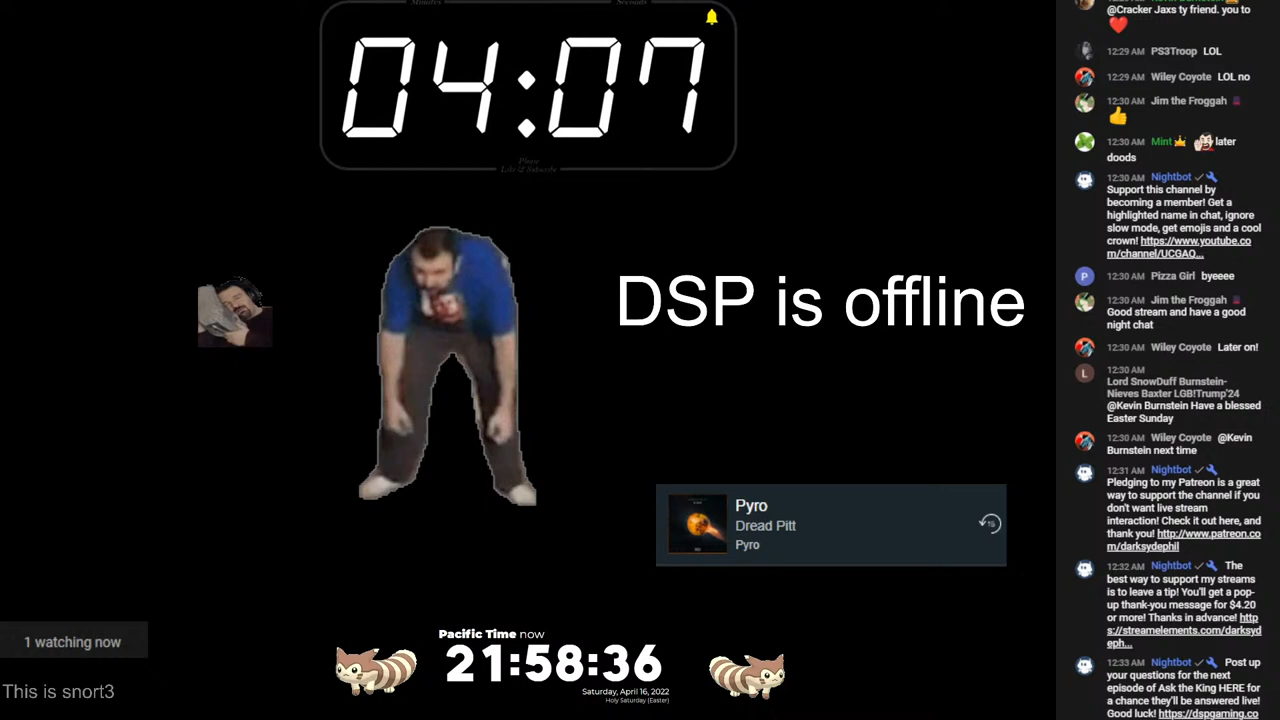 Minutes
Seconds
04:07
Please
Like & Subscribe
DSP is offline
Pyro
Dread Pitt
Pyro
15
1 watching now
This is snort3
Pacific Time now
21:58:36
Saturday, April 16, 2022
Holy Saturday (Easter)
@Cracker Jaxs ty friend. you to
12:29 AM PS3Troop LOL
12:29 AM Wiley Coyote LOL no
12:30 AM Jim the Froggah
12:30 AM Mint later
doods
12:30 AM Nightbot
Support this channel by
becoming a member! Get a
highlighted name in chat, ignore
slow mode, get emojis and a cool
crown! https://www.youtube.co
m/channel/UCGAQ...
P 12:30 AM Pizza Girl byeeee
12:30 AM Jim the Froggah
Good stream and have a good
night chat
12:30 AM Wiley Coyote Later on!
L 12:30 AM
Lord SnowDuff Burnstein-
Nieves Baxter LGB!Trump'24
@Kevin Burnstein Have a blessed
Easter Sunday
12:30 AM Wiley Coyote @Kevin
Burnstein next time
12:31 AM Nightbot
Pledging to my Patreon is a great
way to support the channel if you
don't want live stream
interaction! Check it out here, and
thank you! http://www.patreon.co
m/darksydephil
12:32 AM Nightbot The
best way to support my streams
is to leave a tip! You'll get a pop-
up thank-you message for $4.20
or more! Thanks in advance! http
s://streamelements.com/darksyd
eph...
12:33 AM Nightbot Post up
your questions for the next
episode of Ask the King HERE for
a chance they'll be answered live!
Good luck! https://dspgaming.co